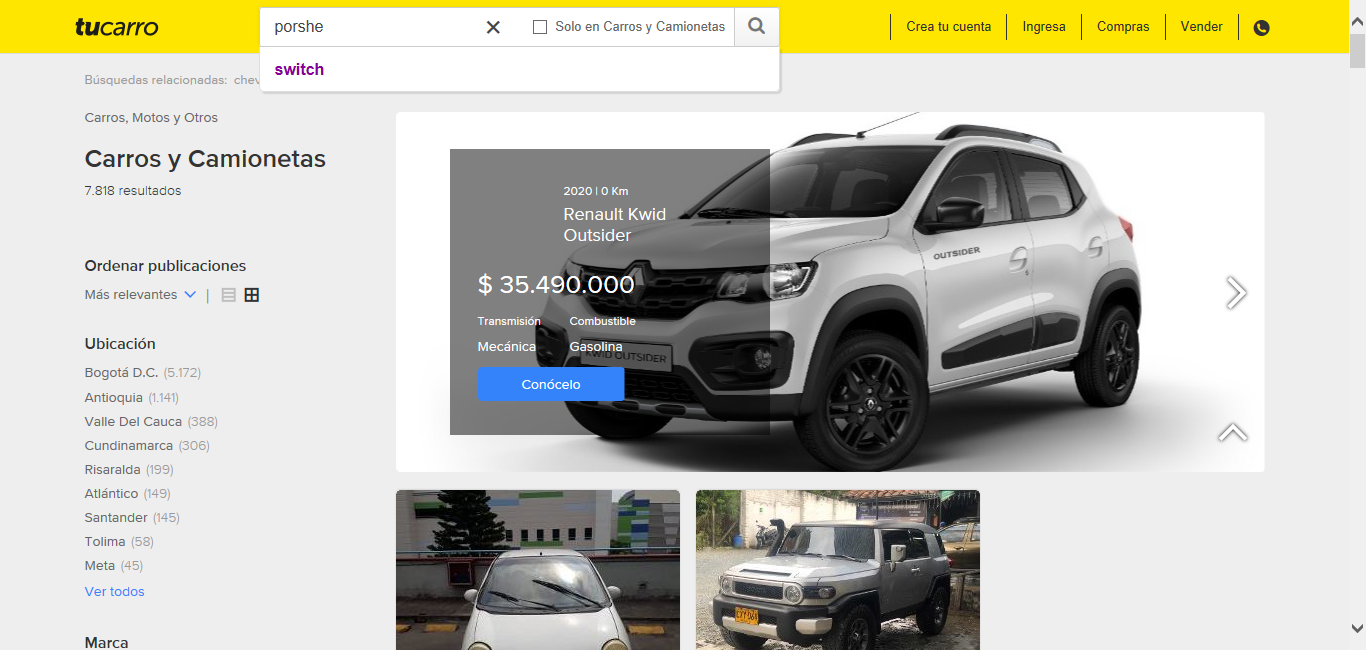 tucarro
porshe
Solo en Carros y Camionetas
Crea tu cuenta
Ingresa
Compras
Vender
switch
Búsquedas relacionadas: chev
Carros, Motos y Otros
Carros y Camionetas
7.818 resultados
Ordenar publicaciones
Más relevantes |
Ubicación
Bogotá D.C. (5.172)
Antioquia (1.141)
Valle Del Cauca (388)
Cundinamarca (306)
Risaralda (199)
Atlántico (149)
Santander (145)
Tolima (58)
Meta (45)
Ver todos
Marca
2020 | 0 Km
Renault Kwid
Outsider
$ 35.490.000
Transmisión Combustible
Mecánica Gasolina
Conócelo
KWID OUTSIDER
OUTSIDER